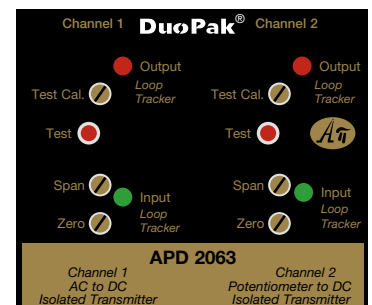 Channel 1 DuoPak® Channel 2
Output Output
Test Cal. Loop Tracker Test Cal. Loop Tracker
Test Test
Span Input Span Input
Zero Loop Tracker Zero Loop Tracker
APD 2063
Channel 1 Channel 2
AC to DC Potentiometer to DC
Isolated Transmitter Isolated Transmitter